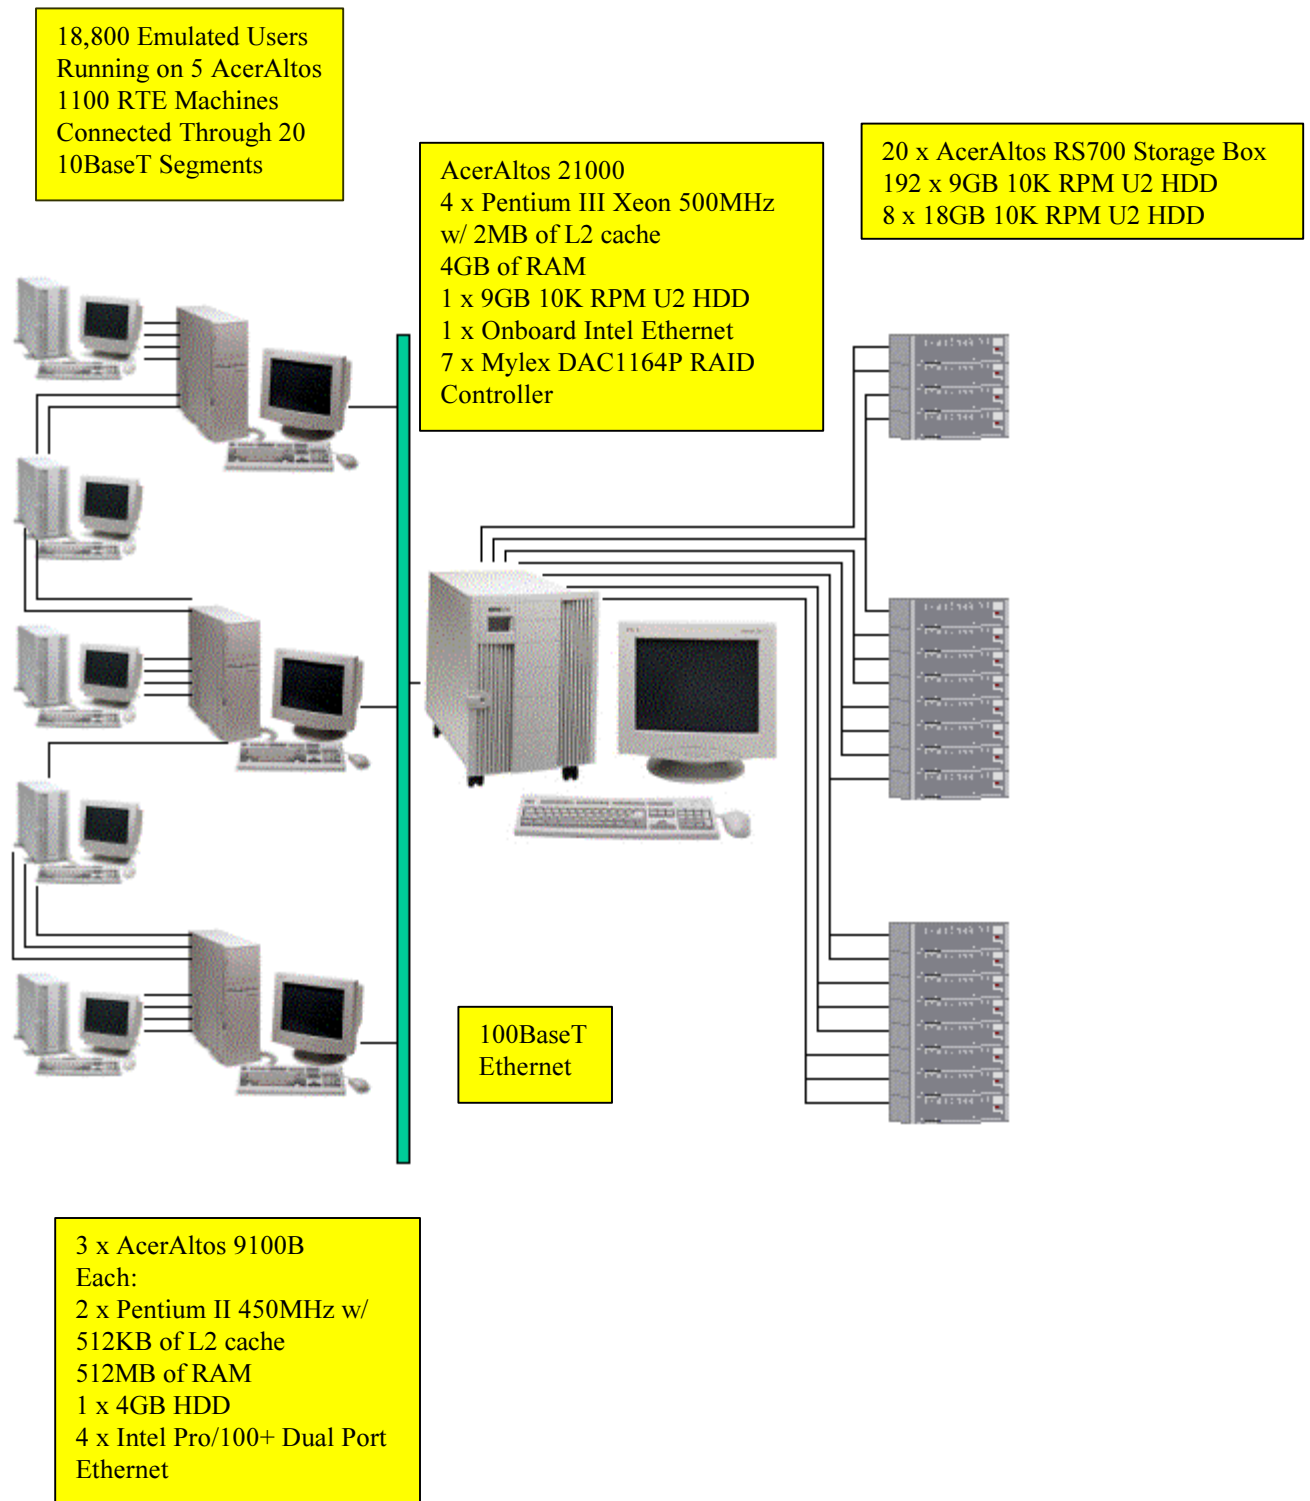 18,800 Emulated Users
Running on 5 AcerAltos
1100 RTE Machines
Connected Through 20
10BaseT Segments
AcerAltos 21000
4 x Pentium III Xeon 500MHz
w/ 2MB of L2 cache
4GB of RAM
1 x 9GB 10K RPM U2 HDD
1 x Onboard Intel Ethernet
7 x Mylex DAC1164P RAID
Controller
20 x AcerAltos RS700 Storage Box
192 x 9GB 10K RPM U2 HDD
8 x 18GB 10K RPM U2 HDD
100BaseT
Ethernet
3 x AcerAltos 9100B
Each:
2 x Pentium II 450MHz w/
512KB of L2 cache
512MB of RAM
1 x 4GB HDD
4 x Intel Pro/100+ Dual Port
Ethernet